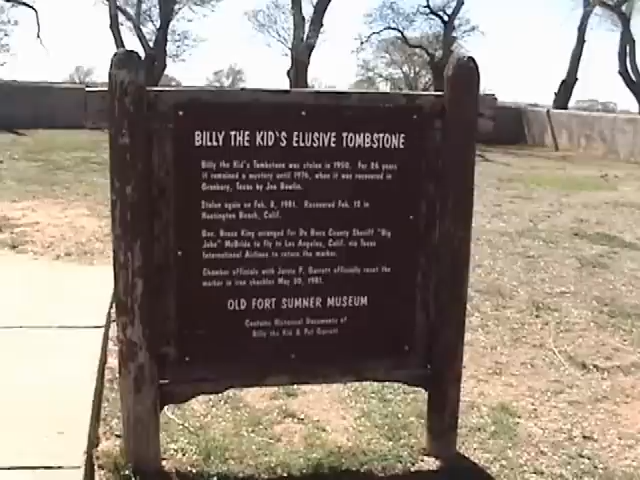 BILLY THE KID'S ELUSIVE TOMBSTONE
Billy the Kid's Tombstone was stolen in 1950. For 26 years
it remained a mystery until 1976, when it was recovered in
Granbury, Texas by Joe Bowlin.
Stolen again on Feb. 8, 1981. Recovered Feb. 12 in
Huntington Beach, Calif.
Gov. Bruce King arranged for De Baca County Sheriff "Big
John" McBride to fly to Los Angeles, Calif. via Texas
International Airlines to return the marker.
Chamber officials with Jarvis P. Garrett officially reset the
marker in iron shackles May 30, 1981.
OLD FORT SUMNER MUSEUM
Contains Historical Documents of
Billy the Kid & Pat Garrett